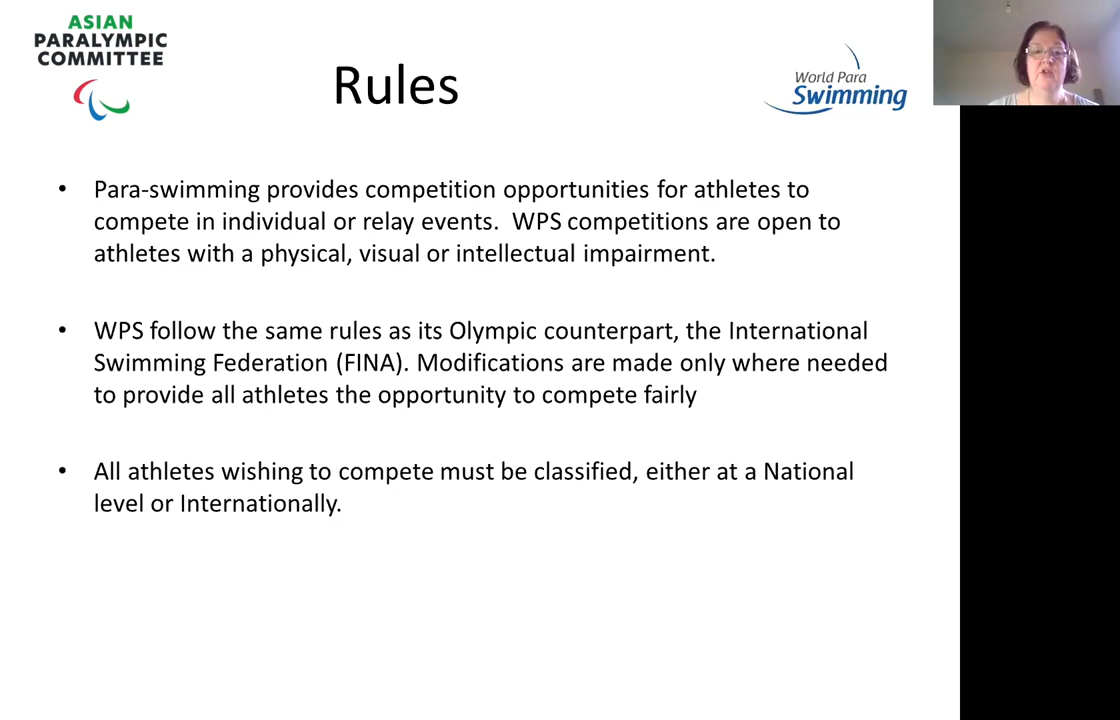 ASIAN
PARALYMPIC
COMMITTEE
Rules
World Para
Swimming
• Para-swimming provides competition opportunities for athletes to
compete in individual or relay events.  WPS competitions are open to
athletes with a physical, visual or intellectual impairment.
• WPS follow the same rules as its Olympic counterpart, the International
Swimming Federation (FINA). Modifications are made only where needed
to provide all athletes the opportunity to compete fairly
• All athletes wishing to compete must be classified, either at a National
level or Internationally.